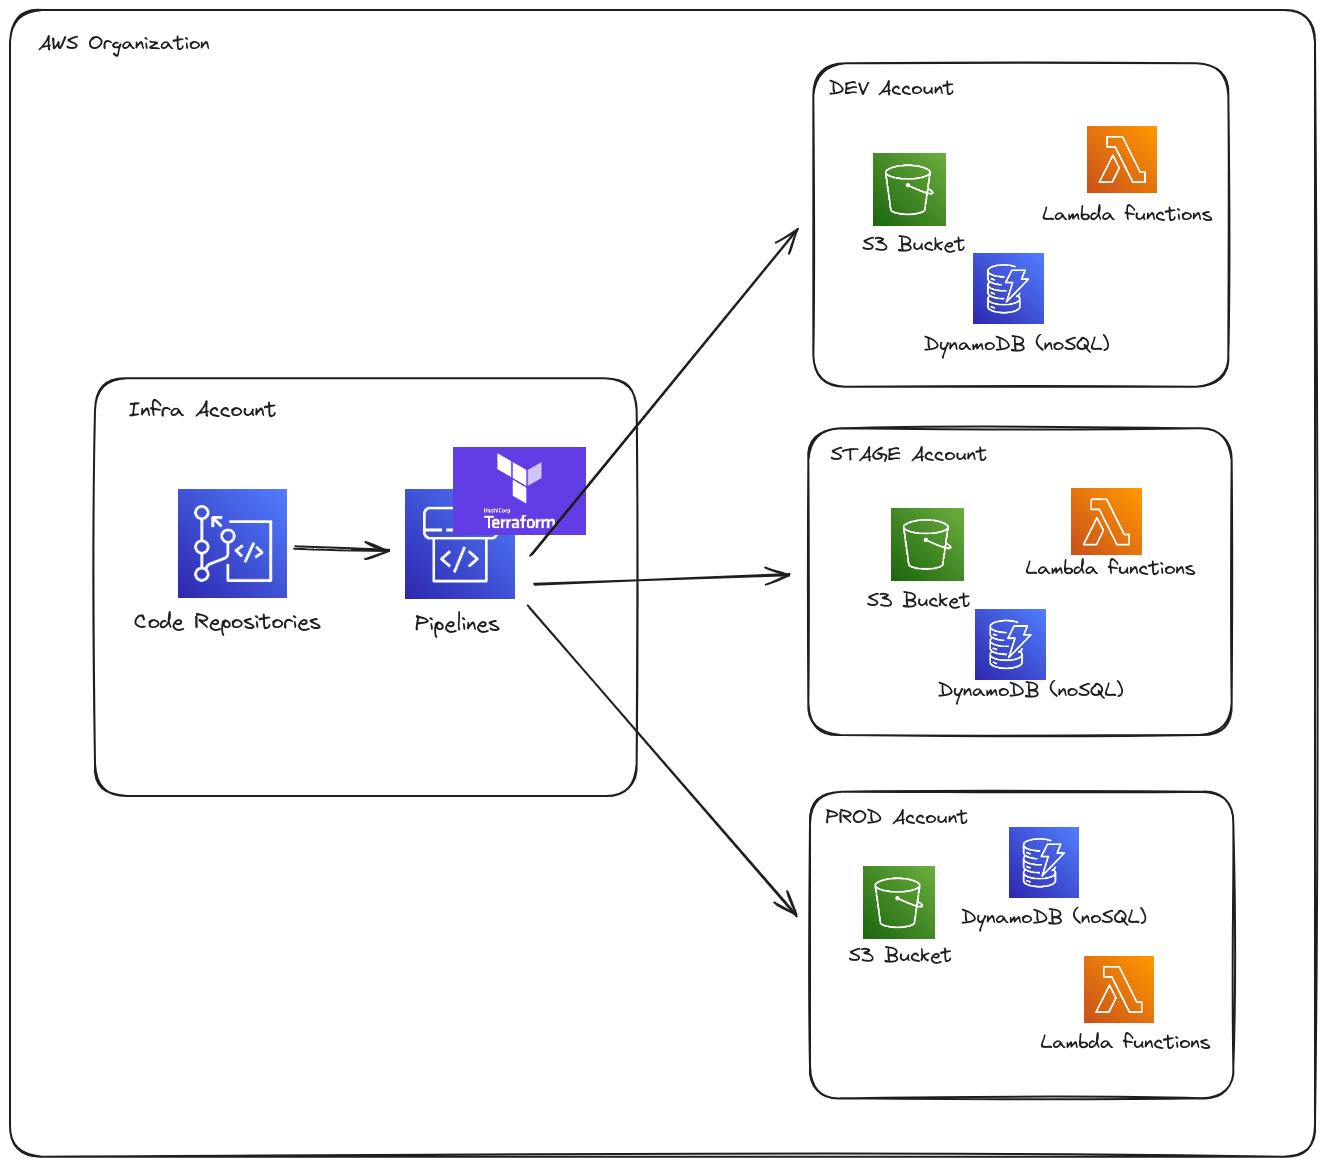 AWS Organization
DEV Account
Lambda functions
S3 Bucket
DynamoDB (noSQL)
Infra Account
HashiCorp
Terraform
Code Repositories
Pipelines
STAGE Account
Lambda functions
S3 Bucket
DynamoDB (noSQL)
PROD Account
DynamoDB (noSQL)
S3 Bucket
Lambda functions